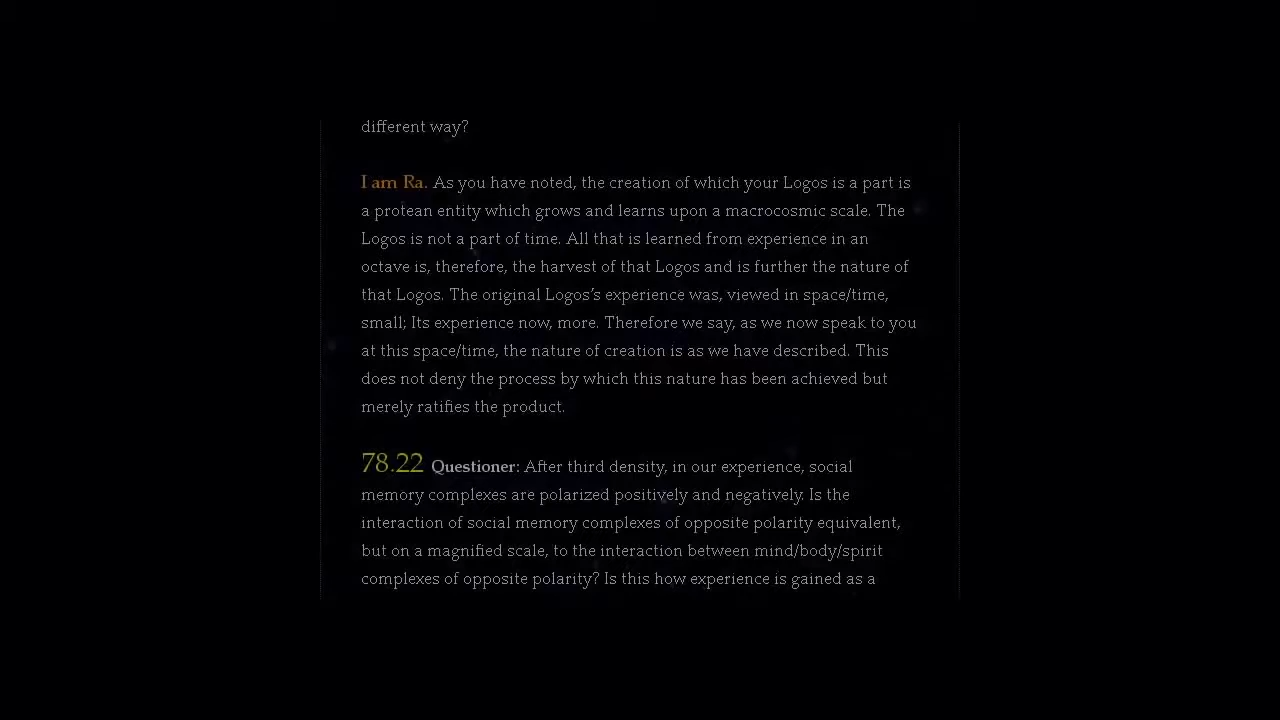 different way?
I am Ra. As you have noted, the creation of which your Logos is a part is
a protean entity which grows and learns upon a macrocosmic scale. The
Logos is not a part of time. All that is learned from experience in an
octave is, therefore, the harvest of that Logos and is further the nature of
that Logos. The original Logos's experience was, viewed in space/time,
small; Its experience now, more. Therefore we say, as we now speak to you
at this space/time, the nature of creation is as we have described. This
does not deny the process by which this nature has been achieved but
merely ratifies the product.
78.22 Questioner: After third density, in our experience, social
memory complexes are polarized positively and negatively. Is the
interaction of social memory complexes of opposite polarity equivalent,
but on a magnified scale, to the interaction between mind/body/spirit
complexes of opposite polarity? Is this how experience is gained as a